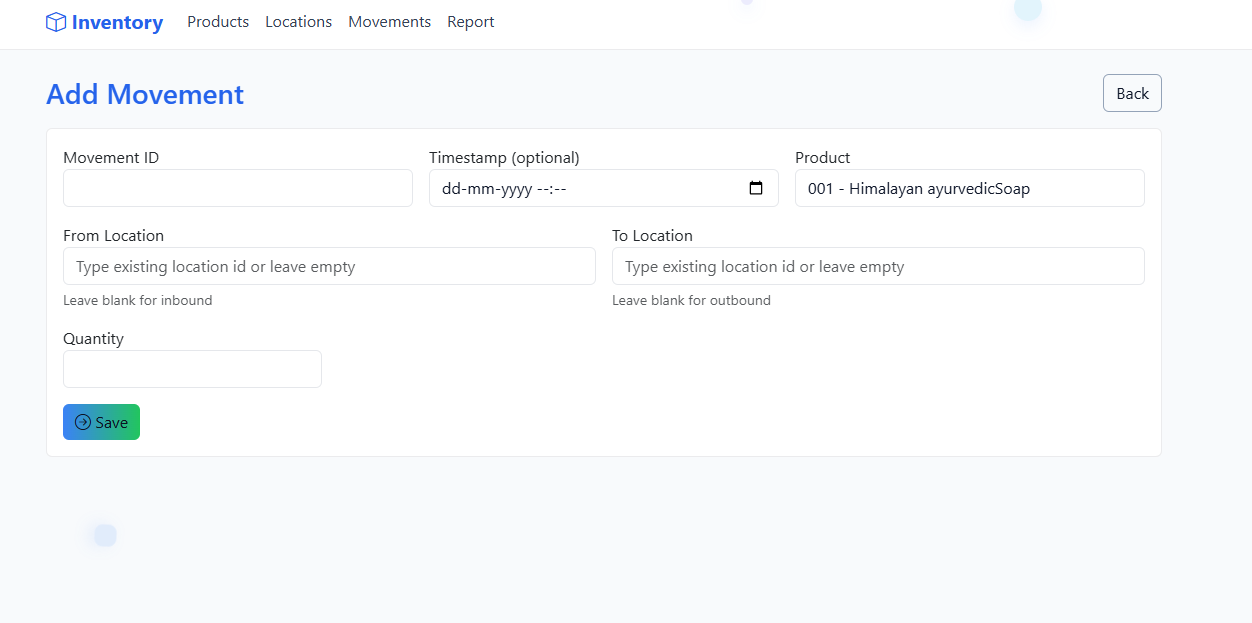 Inventory Products Locations Movements Report
Add Movement
Back
Movement ID
Timestamp (optional)
Product
dd-mm-yyyy --:--
001 - Himalayan ayurvedicSoap
From Location
To Location
Type existing location id or leave empty
Type existing location id or leave empty
Leave blank for inbound
Leave blank for outbound
Quantity
Save